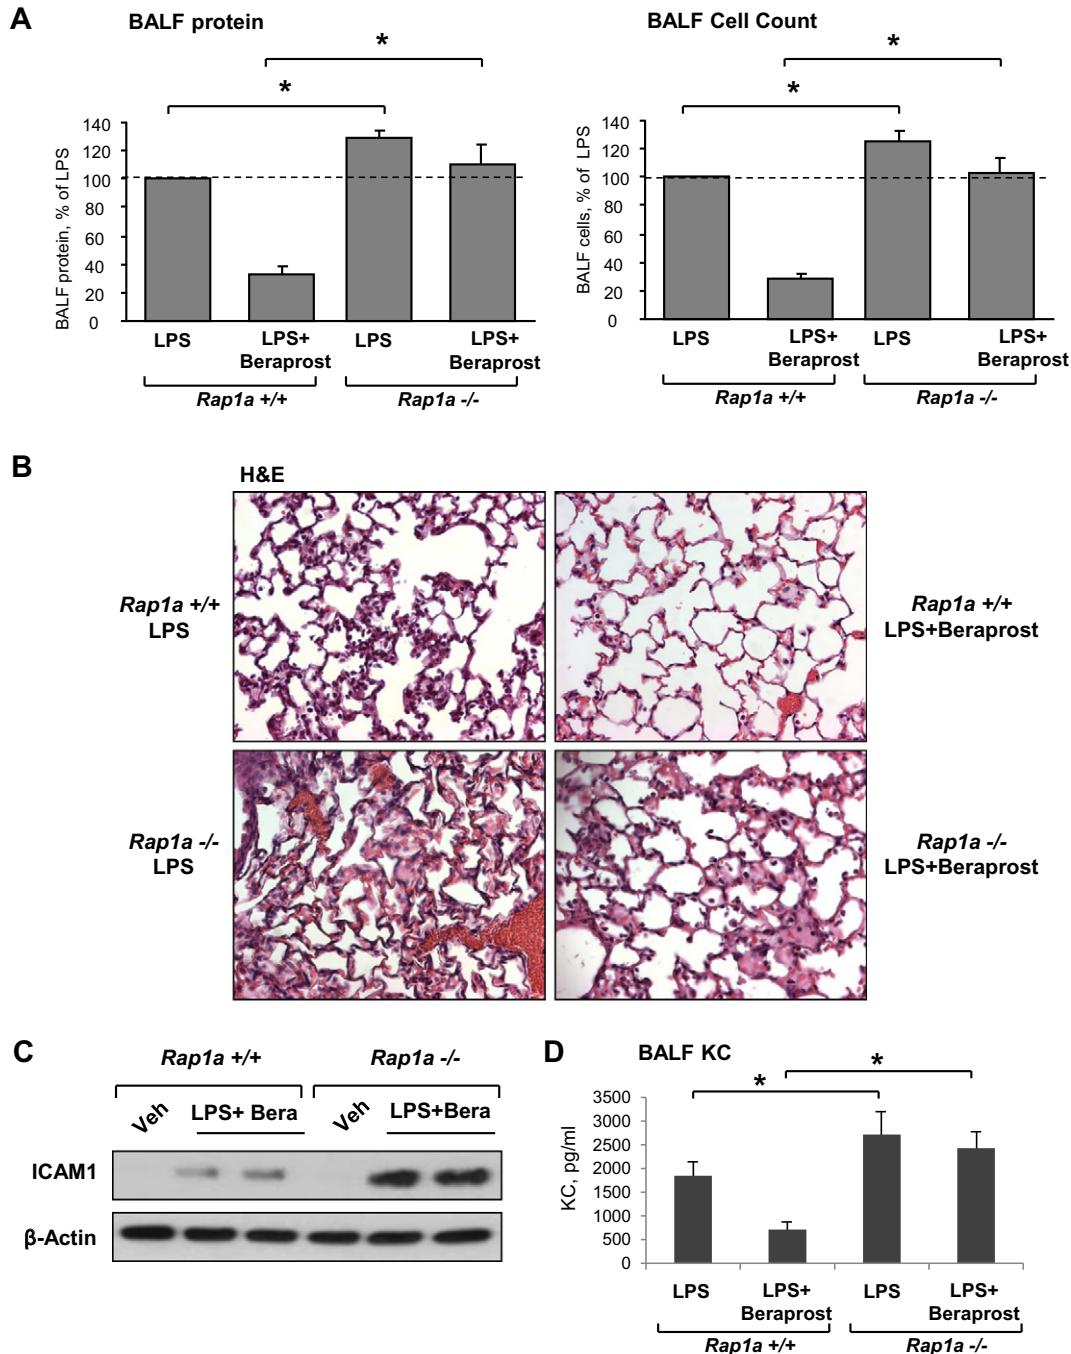 A
BALF protein
*
*
BALF protein, % of LPS
140
120
100
80
60
40
20
0
LPS
LPS+
Beraprost
LPS
LPS+
Beraprost
Rap1a +/+
Rap1a -/-
BALF Cell Count
*
*
BALF cells, % of LPS
140
120
100
80
60
40
20
0
LPS
LPS+
Beraprost
LPS
LPS+
Beraprost
Rap1a +/+
Rap1a -/-
B
H&E
Rap1a +/+
LPS
Rap1a +/+
LPS+Beraprost
Rap1a -/-
LPS
Rap1a -/-
LPS+Beraprost
C
Rap1a +/+
Rap1a -/-
Veh
LPS+ Bera
Veh
LPS+Bera
ICAM1
β-Actin
D
BALF KC
*
*
KC, pg/ml
3500
3000
2500
2000
1500
1000
500
0
LPS
LPS+
Beraprost
LPS
LPS+
Beraprost
Rap1a +/+
Rap1a -/-